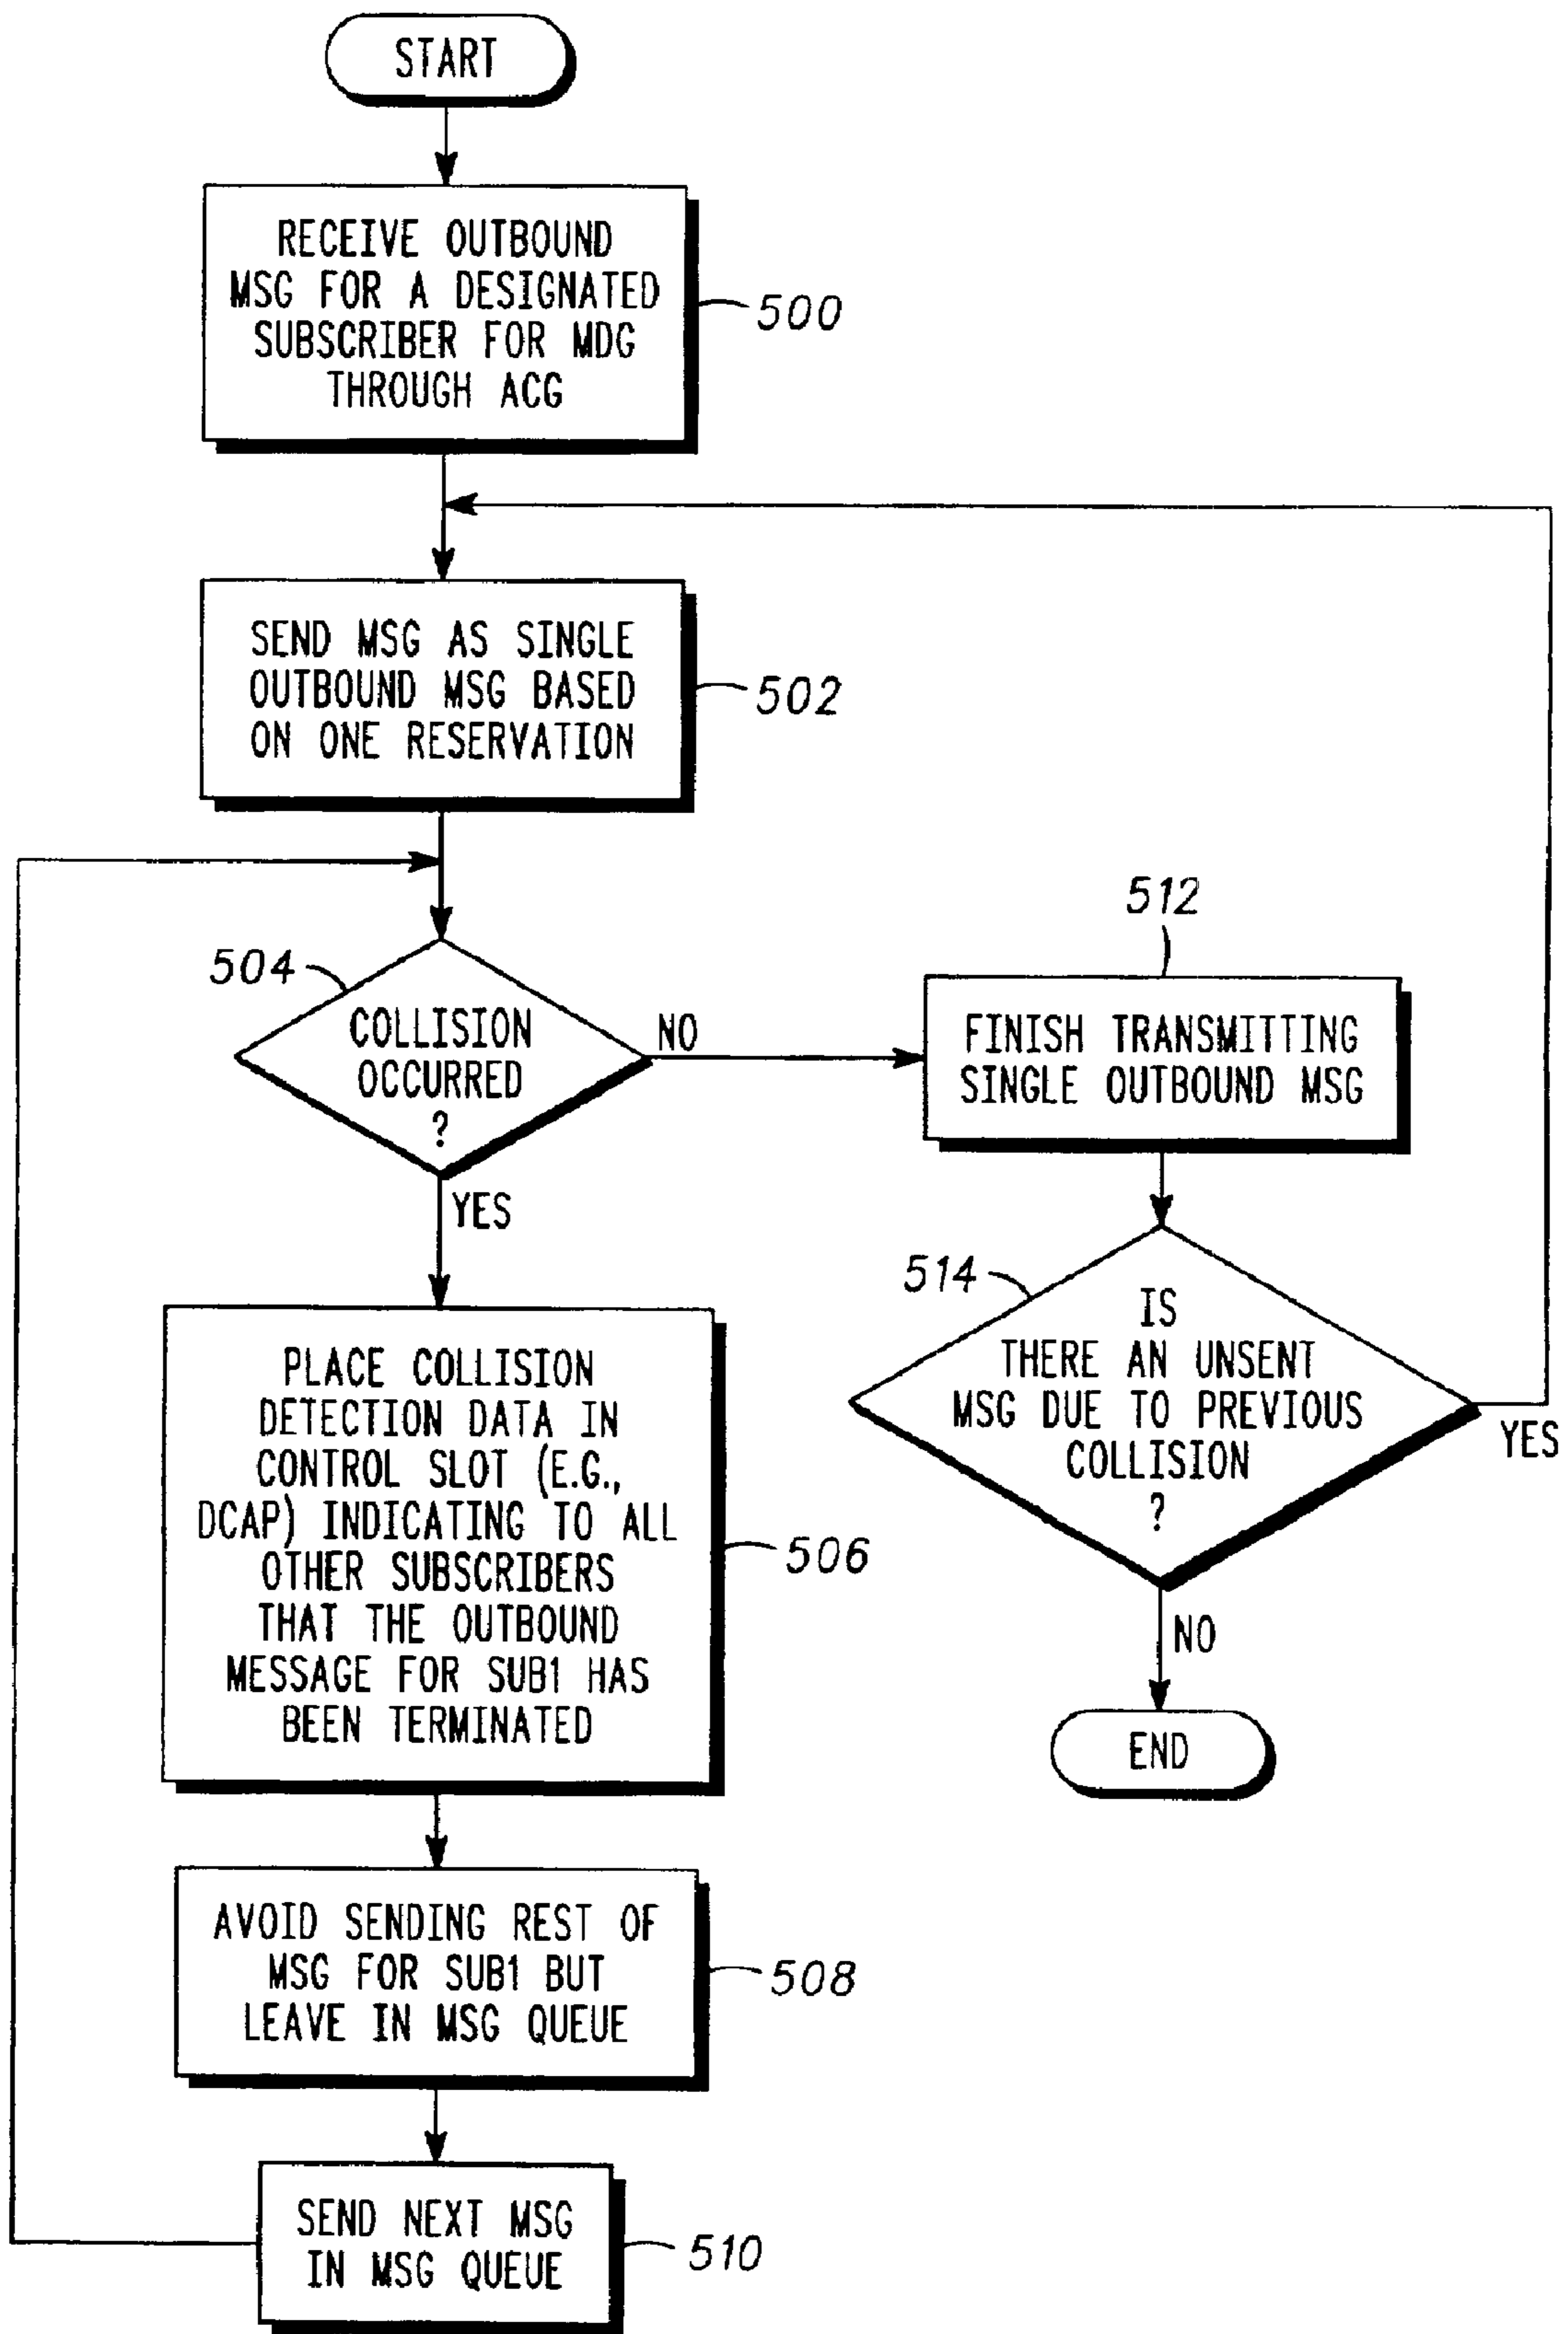 START
RECEIVE OUTBOUND
MSG FOR A DESIGNATED
SUBSCRIBER FOR MDG
THROUGH ACG
500
SEND MSG AS SINGLE
OUTBOUND MSG BASED
ON ONE RESERVATION
502
504
COLLISION
OCCURRED
?
NO
YES
512
FINISH TRANSMITTING
SINGLE OUTBOUND MSG
514
IS
THERE AN UNSENT
MSG DUE TO PREVIOUS
COLLISION
?
YES
NO
END
PLACE COLLISION
DETECTION DATA IN
CONTROL SLOT (E.G.,
DCAP) INDICATING TO ALL
OTHER SUBSCRIBERS
THAT THE OUTBOUND
MESSAGE FOR SUB1 HAS
BEEN TERMINATED
506
AVOID SENDING REST OF
MSG FOR SUB1 BUT
LEAVE IN MSG QUEUE
508
SEND NEXT MSG
IN MSG QUEUE
510